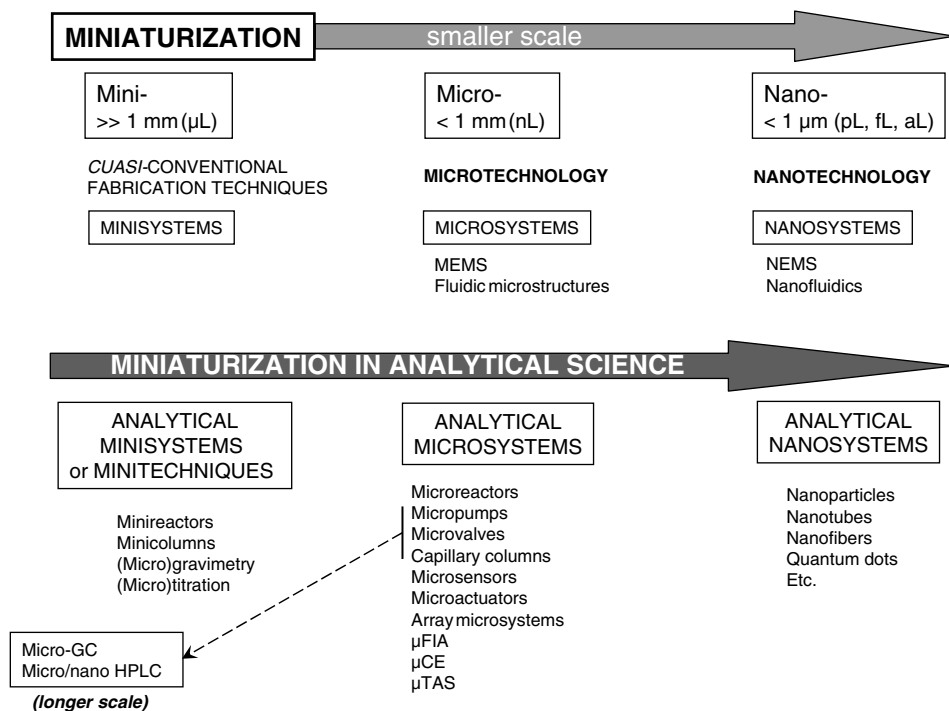 MINIATURIZATION
smaller scale
Mini-
>> 1 mm (µL)
Micro-
< 1 mm (nL)
Nano-
< 1 µm (pL, fL, aL)
CUASI-CONVENTIONAL
FABRICATION TECHNIQUES
MICROTECHNOLOGY
NANOTECHNOLOGY
MINISYSTEMS
MICROSYSTEMS
NANOSYSTEMS
MEMS
Fluidic microstructures
NEMS
Nanofluidics
MINIATURIZATION IN ANALYTICAL SCIENCE
ANALYTICAL
MINISYSTEMS
or MINITECHNIQUES
ANALYTICAL
MICROSYSTEMS
ANALYTICAL
NANOSYSTEMS
Minireactors
Minicolumns
(Micro)gravimetry
(Micro)titration
Microreactors
Micropumps
Microvalves
Capillary columns
Microsensors
Microactuators
Array microsystems
µFIA
µCE
µTAS
Nanoparticles
Nanotubes
Nanofibers
Quantum dots
Etc.
Micro-GC
Micro/nano HPLC
(longer scale)